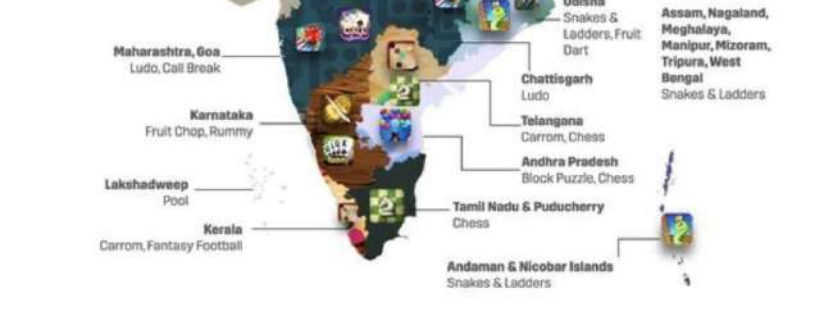 Odisha
Snakes &
Ladders, Fruit
Dart
Assam, Nagaland,
Meghalaya,
Manipur, Mizoram,
Tripura, West
Bengal
Snakes & Ladders
Maharashtra, Goa
Ludo, Call Break
Chattisgarh
Ludo
Karnataka
Fruit Chop, Rummy
Telangana
Carrom, Chess
Andhra Pradesh
Block Puzzle, Chess
Lakshadweep
Pool
Tamil Nadu & Puducherry
Chess
Kerala
Carrom, Fantasy Football
Andaman & Nicobar Islands
Snakes & Ladders